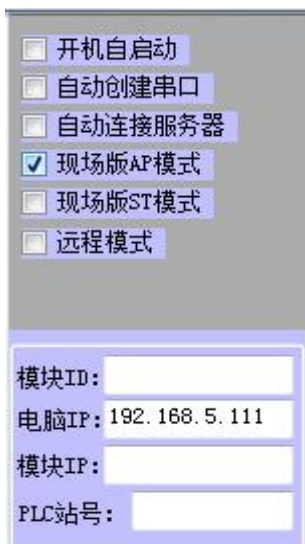 开机自启动
自动创建串口
自动连接服务器
现场版AP模式
现场版ST模式
远程模式
模块ID:
电脑IP: 192.168.5.111
模块IP:
PLC站号: